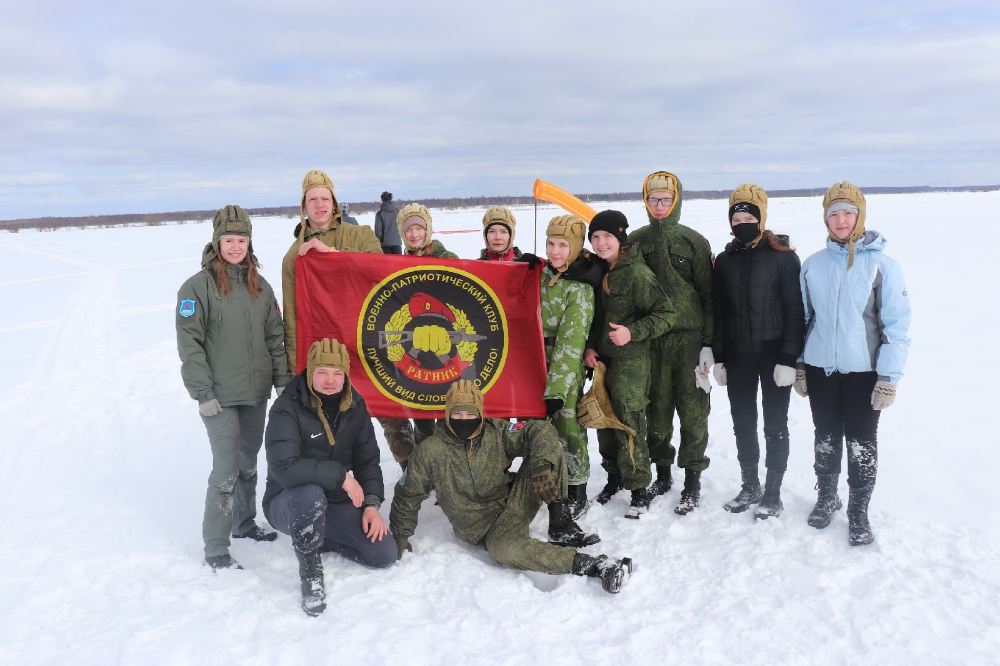 ВОЕННО-ПАТРИОТИЧЕСКИЙ КЛУБ
РАТНИК
ЛУЧШИЙ ВИД СЛОВ ДЕЛО!